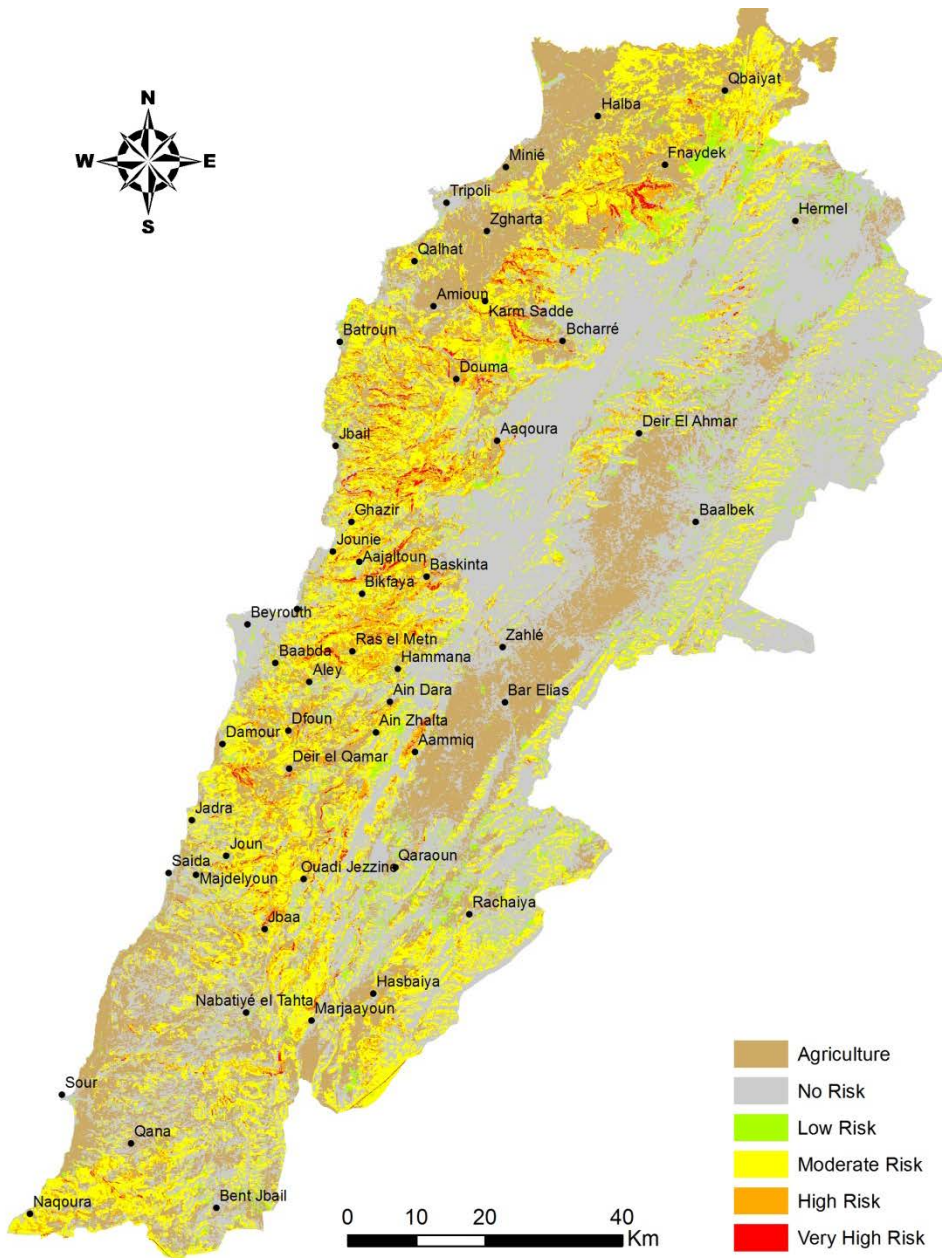 Qbaiyat
Halba
N
Minié
Fnaydek
W
E
Tripoli
Hermel
S
Zgharta
Qalhat
Amioun
Karm Sadde
Batroun
Bcharré
Douma
Deir El Ahmar
Aaqoura
Jbail
Ghazir
Baalbek
Jounie
Aajaltoun
Baskinta
Bikfaya
Beyrouth
Ras el Metn
Zahlé
Baabda
Hammana
Aley
Ain Dara
Bar Elias
Dfoun
Ain Zhalta
Damour
Aammiq
Deir el Qamar
Jadra
Joun
Saida
Ouadi Jezzine
Qaraoun
Majdelyoun
Rachaiya
Jbaa
Hasbaiya
Nabatiyé el Tahta
Marjaayoun
Agriculture
Sour
No Risk
Low Risk
Qana
Moderate Risk
Bent Jbail
Naqoura
High Risk
0 10 20 40
Km
Very High Risk